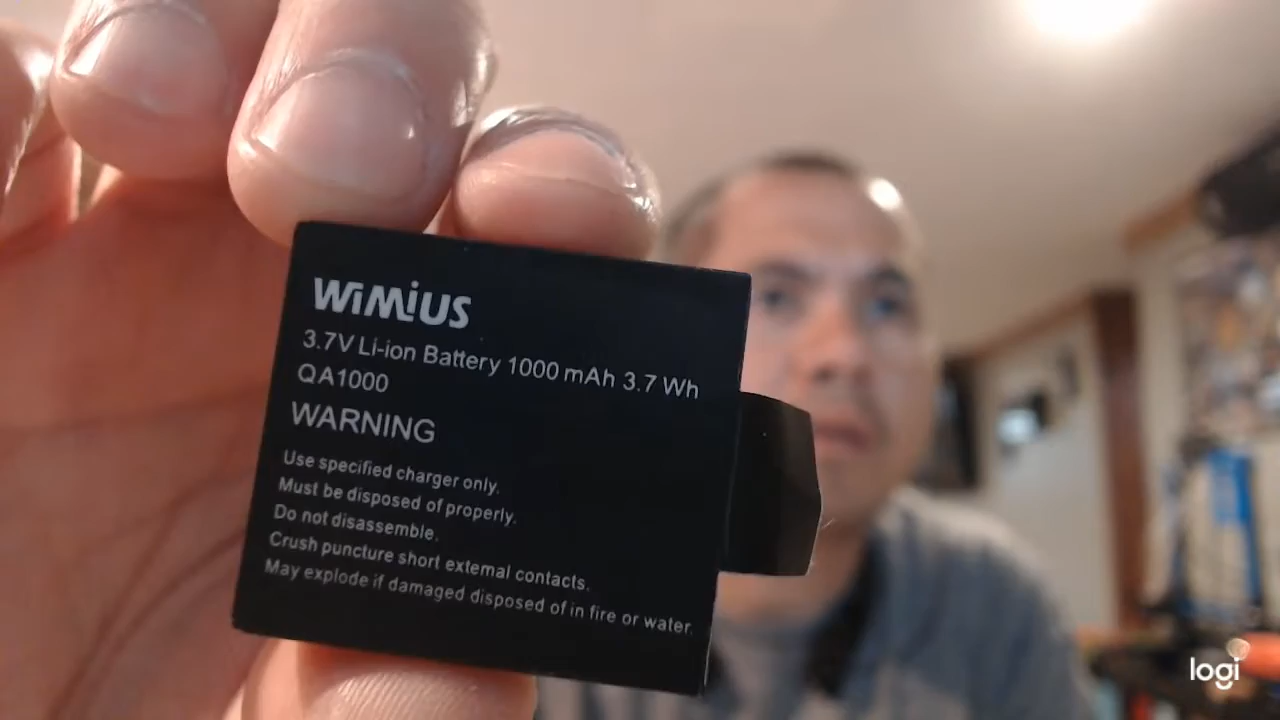 WiMiUS
3.7V Li-ion Battery 1000 mAh 3.7 Wh
QA1000
WARNING
Use specified charger only.
Must be disposed of properly.
Do not disassemble.
Crush puncture short external contacts.
May explode if damaged disposed of in fire or water.
logi